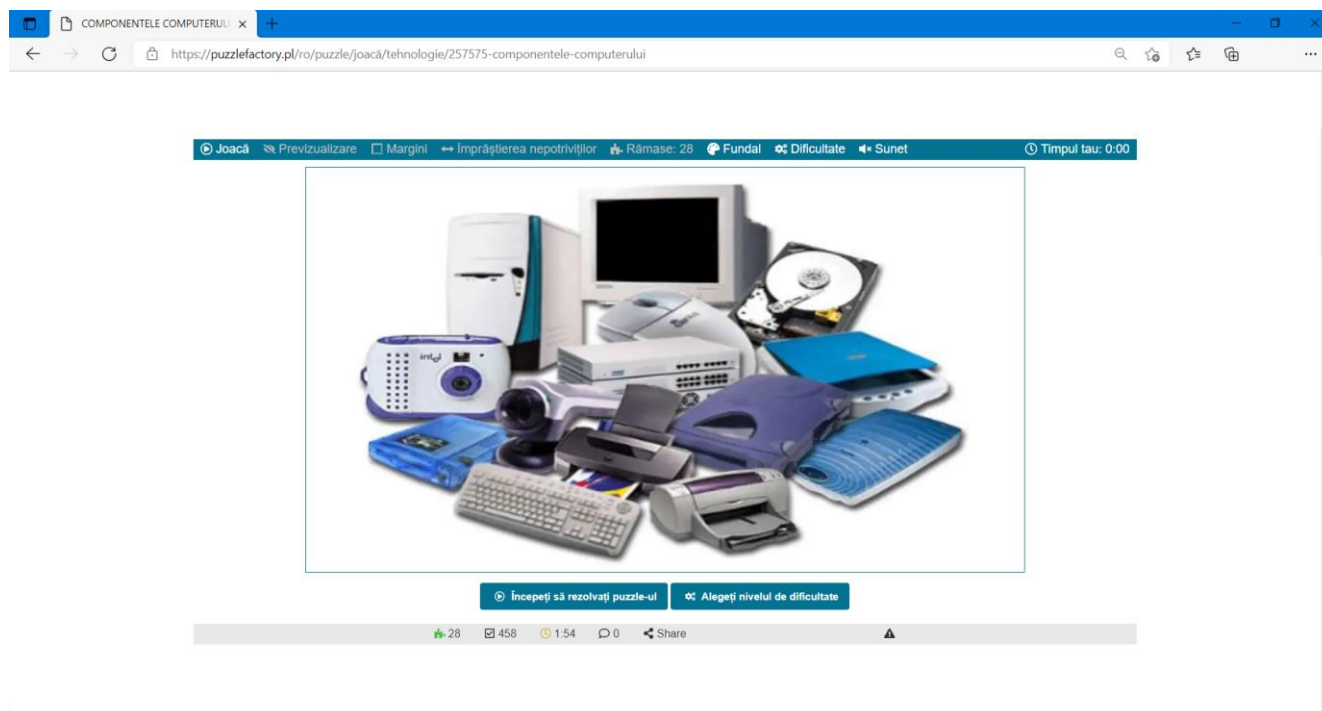 COMPONENTELE COMPUTERUL
https://puzzlefactory.pl/ro/puzzle/joacă/tehnologie/257575-componentele-computerului
Joacă Previzualizare Margini Împrăștierea nepotriviților Rămase: 28 Fundal Dificultate Sunet Timpul tau: 0:00
intel
Începeți să rezolvați puzzle-ul Alegeți nivelul de dificultate
28 458 1:54 0 Share